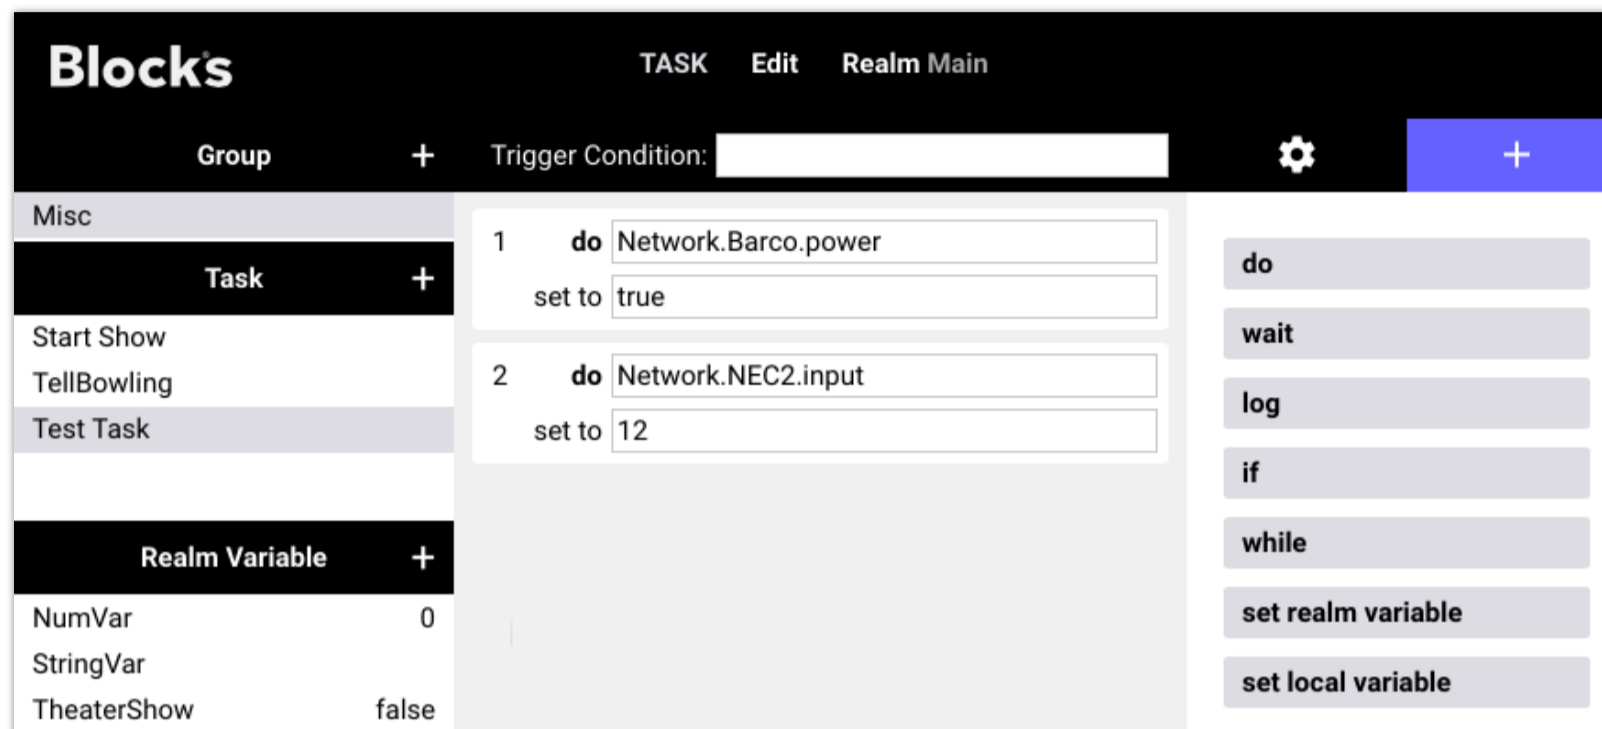 Blocks
TASK Edit Realm Main
Group +
Trigger Condition:
+
Misc
Task +
Start Show
TellBowling
Test Task
Realm Variable +
NumVar 0
StringVar
TheaterShow false
1 do Network.Barco.power
set to true
2 do Network.NEC2.input
set to 12
do
wait
log
if
while
set realm variable
set local variable